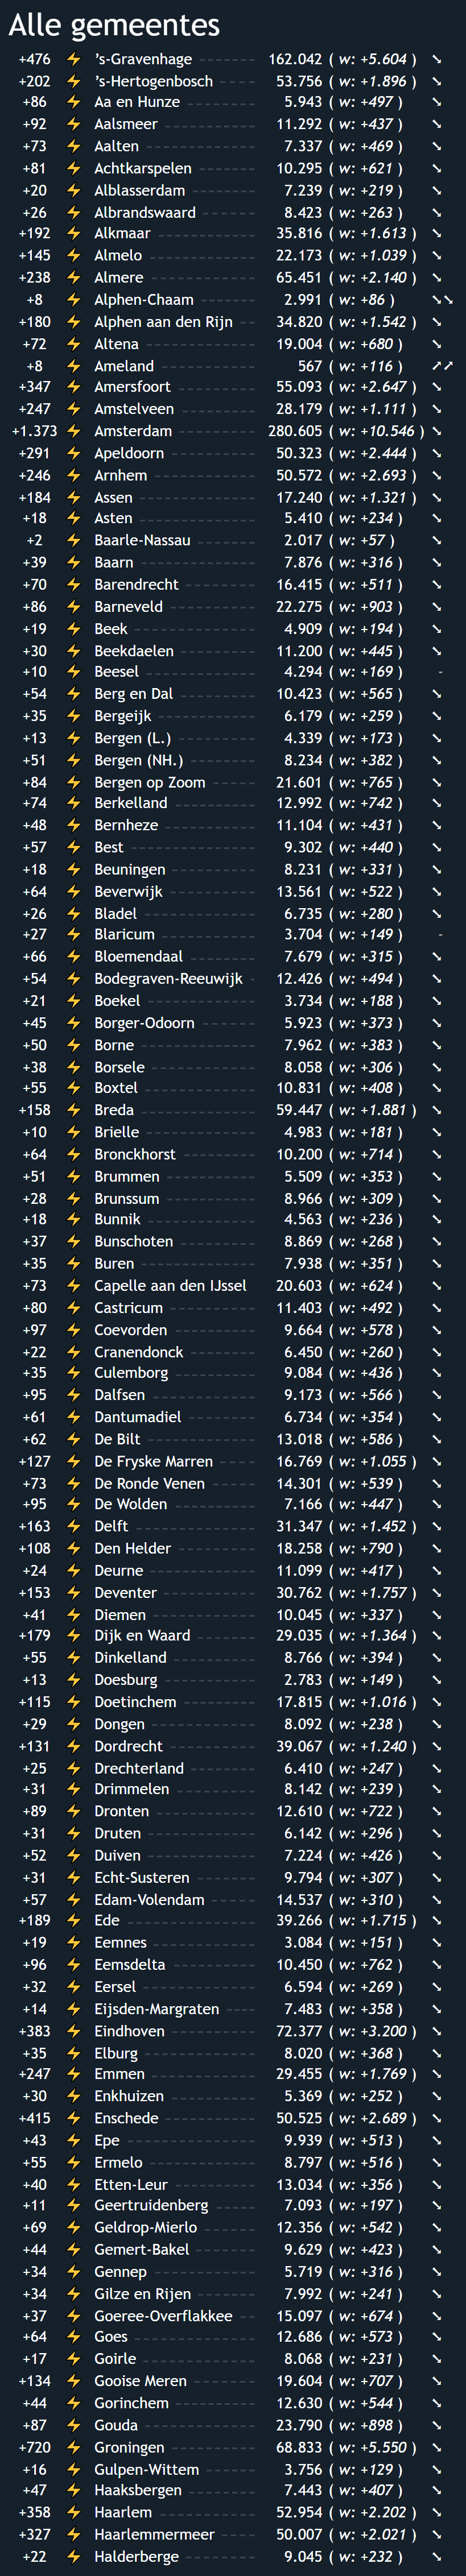 Alle gemeentes
+476 ⚡ ’s-Gravenhage ----- 162.042 ( w: +5.604 ) ➘
+202 ⚡ ’s-Hertogenbosch ---- 53.756 ( w: +1.896 ) ➘
+86 ⚡ Aa en Hunze ------- 5.943 ( w: +497 ) ➘
+92 ⚡ Aalsmeer --------- 11.292 ( w: +437 ) ➘
+73 ⚡ Aalten ----------- 7.337 ( w: +469 ) ➘
+81 ⚡ Achtkarspelen ------ 10.295 ( w: +621 ) ➘
+20 ⚡ Alblasserdam ------ 7.239 ( w: +219 ) ➘
+26 ⚡ Albrandswaard ----- 8.423 ( w: +263 ) ➘
+192 ⚡ Alkmaar ---------- 35.816 ( w: +1.613 ) ➘
+145 ⚡ Almelo ----------- 22.173 ( w: +1.039 ) ➘
+238 ⚡ Almere ---------- 65.451 ( w: +2.140 ) ➘
+8 ⚡ Alphen-Chaam ----- 2.991 ( w: +86 ) ➘➘
+180 ⚡ Alphen aan den Rijn -- 34.820 ( w: +1.542 ) ➘
+72 ⚡ Altena ----------- 19.004 ( w: +680 ) ➘
+8 ⚡ Ameland --------- 567 ( w: +116 ) ➚➚
+347 ⚡ Amersfoort -------- 55.093 ( w: +2.647 ) ➘
+247 ⚡ Amstelveen ------- 28.179 ( w: +1.111 ) ➘
+1.373 ⚡ Amsterdam -------- 280.605 ( w: +10.546 ) ➘
+291 ⚡ Apeldoorn -------- 50.323 ( w: +2.444 ) ➘
+246 ⚡ Arnhem ---------- 50.572 ( w: +2.693 ) ➘
+184 ⚡ Assen ----------- 17.240 ( w: +1.321 ) ➘
+18 ⚡ Asten ----------- 5.410 ( w: +234 ) ➘
+2 ⚡ Baarle-Nassau ----- 2.017 ( w: +57 ) ➘
+39 ⚡ Baarn ----------- 7.876 ( w: +316 ) ➘
+70 ⚡ Barendrecht ------- 16.415 ( w: +511 ) ➘
+86 ⚡ Barneveld -------- 22.275 ( w: +903 ) ➘
+19 ⚡ Beek ------------ 4.909 ( w: +194 ) ➘
+30 ⚡ Beekdaelen ------- 11.200 ( w: +445 ) ➘
+10 ⚡ Beesel ----------- 4.294 ( w: +169 ) -
+54 ⚡ Berg en Dal ------- 10.423 ( w: +565 ) ➘
+35 ⚡ Bergeijk --------- 6.179 ( w: +259 ) ➘
+13 ⚡ Bergen (L.) ------- 4.339 ( w: +173 ) ➘
+51 ⚡ Bergen (NH.) ------ 8.234 ( w: +382 ) ➘
+84 ⚡ Bergen op Zoom ---- 21.601 ( w: +765 ) ➘
+74 ⚡ Berkelland -------- 12.992 ( w: +742 ) ➘
+48 ⚡ Bernheze --------- 11.104 ( w: +431 ) ➘
+57 ⚡ Best ------------ 9.302 ( w: +440 ) ➘
+18 ⚡ Beuningen -------- 8.231 ( w: +331 ) ➘
+64 ⚡ Beverwijk -------- 13.561 ( w: +522 ) ➘
+26 ⚡ Bladel ----------- 6.735 ( w: +280 ) ➘
+27 ⚡ Blaricum --------- 3.704 ( w: +149 ) -
+66 ⚡ Bloemendaal ------ 7.679 ( w: +315 ) ➘
+54 ⚡ Bodegraven-Reeuwijk - 12.426 ( w: +494 ) ➘
+21 ⚡ Boekel ---------- 3.734 ( w: +188 ) ➘
+45 ⚡ Borger-Odoorn ----- 5.923 ( w: +373 ) ➘
+50 ⚡ Borne ----------- 7.962 ( w: +383 ) ➘
+38 ⚡ Borsele ---------- 8.058 ( w: +306 ) ➘
+55 ⚡ Boxtel ----------- 10.831 ( w: +408 ) ➘
+158 ⚡ Breda ----------- 59.447 ( w: +1.881 ) ➘
+10 ⚡ Brielle ---------- 4.983 ( w: +181 ) ➘
+64 ⚡ Bronckhorst ------- 10.200 ( w: +714 ) ➘
+51 ⚡ Brummen --------- 5.509 ( w: +353 ) ➘
+28 ⚡ Brunssum --------- 8.966 ( w: +309 ) ➘
+18 ⚡ Bunnik ---------- 4.563 ( w: +236 ) ➘
+37 ⚡ Bunschoten ------- 8.869 ( w: +268 ) ➘
+35 ⚡ Buren ----------- 7.938 ( w: +351 ) ➘
+73 ⚡ Capelle aan den IJssel 20.603 ( w: +624 ) ➘
+80 ⚡ Castricum -------- 11.403 ( w: +492 ) ➘
+97 ⚡ Coevorden -------- 9.664 ( w: +578 ) ➘
+22 ⚡ Cranendonck ------ 6.450 ( w: +260 ) ➘
+35 ⚡ Culemborg -------- 9.084 ( w: +436 ) ➘
+95 ⚡ Dalfsen ---------- 9.173 ( w: +566 ) ➘
+61 ⚡ Dantumadiel ------ 6.734 ( w: +354 ) ➘
+62 ⚡ De Bilt ---------- 13.018 ( w: +586 ) ➘
+127 ⚡ De Fryske Marren ---- 16.769 ( w: +1.055 ) ➘
+73 ⚡ De Ronde Venen ---- 14.301 ( w: +539 ) ➘
+95 ⚡ De Wolden -------- 7.166 ( w: +447 ) ➘
+163 ⚡ Delft ------------ 31.347 ( w: +1.452 ) ➘
+108 ⚡ Den Helder ------- 18.258 ( w: +790 ) ➘
+24 ⚡ Deurne ---------- 11.099 ( w: +417 ) ➘
+153 ⚡ Deventer --------- 30.762 ( w: +1.757 ) ➘
+41 ⚡ Diemen ---------- 10.045 ( w: +337 ) ➘
+179 ⚡ Dijk en Waard ------ 29.035 ( w: +1.364 ) ➘
+55 ⚡ Dinkelland -------- 8.766 ( w: +394 ) ➘
+13 ⚡ Doesburg --------- 2.783 ( w: +149 ) ➘
+115 ⚡ Doetinchem ------- 17.815 ( w: +1.016 ) ➘
+29 ⚡ Dongen ---------- 8.092 ( w: +238 ) ➘
+131 ⚡ Dordrecht -------- 39.067 ( w: +1.240 ) ➘
+25 ⚡ Drechterland ------ 6.410 ( w: +247 ) ➘
+31 ⚡ Drimmelen -------- 8.142 ( w: +239 ) ➘
+89 ⚡ Dronten ---------- 12.610 ( w: +722 ) ➘
+31 ⚡ Druten ----------- 6.142 ( w: +296 ) ➘
+52 ⚡ Duiven ----------- 7.224 ( w: +426 ) ➘
+31 ⚡ Echt-Susteren ------ 9.794 ( w: +307 ) ➘
+57 ⚡ Edam-Volendam ---- 14.537 ( w: +310 ) ➘
+189 ⚡ Ede ------------- 39.266 ( w: +1.715 ) ➘
+19 ⚡ Eemnes ---------- 3.084 ( w: +151 ) ➘
+96 ⚡ Eemsdelta -------- 10.450 ( w: +762 ) ➘
+32 ⚡ Eersel ----------- 6.594 ( w: +269 ) ➘
+14 ⚡ Eijsden-Margraten --- 7.483 ( w: +358 ) ➘
+383 ⚡ Eindhoven -------- 72.377 ( w: +3.200 ) ➘
+35 ⚡ Elburg ----------- 8.020 ( w: +368 ) ➘
+247 ⚡ Emmen ---------- 29.455 ( w: +1.769 ) ➘
+30 ⚡ Enkhuizen -------- 5.369 ( w: +252 ) ➘
+415 ⚡ Enschede --------- 50.525 ( w: +2.689 ) ➘
+43 ⚡ Epe ------------- 9.939 ( w: +513 ) ➘
+55 ⚡ Ermelo ---------- 8.797 ( w: +516 ) ➘
+40 ⚡ Etten-Leur -------- 13.034 ( w: +356 ) ➘
+11 ⚡ Geertruidenberg ---- 7.093 ( w: +197 ) ➘
+69 ⚡ Geldrop-Mierlo ----- 12.356 ( w: +542 ) ➘
+44 ⚡ Gemert-Bakel ------ 9.629 ( w: +423 ) ➘
+34 ⚡ Gennep ---------- 5.719 ( w: +316 ) ➘
+34 ⚡ Gilze en Rijen ------ 7.992 ( w: +241 ) ➘
+37 ⚡ Goeree-Overflakkee -- 15.097 ( w: +674 ) ➘
+64 ⚡ Goes ------------ 12.686 ( w: +573 ) ➘
+17 ⚡ Goirle ----------- 8.068 ( w: +231 ) ➘
+134 ⚡ Gooise Meren ------ 19.604 ( w: +707 ) ➘
+44 ⚡ Gorinchem -------- 12.630 ( w: +544 ) ➘
+87 ⚡ Gouda ----------- 23.790 ( w: +898 ) ➘
+720 ⚡ Groningen -------- 68.833 ( w: +5.550 ) ➘
+16 ⚡ Gulpen-Wittem ----- 3.756 ( w: +129 ) ➘
+47 ⚡ Haaksbergen ------- 7.443 ( w: +407 ) ➘
+358 ⚡ Haarlem ---------- 52.954 ( w: +2.202 ) ➘
+327 ⚡ Haarlemmermeer ---- 50.007 ( w: +2.021 ) ➘
+22 ⚡ Halderberge ------- 9.045 ( w: +232 ) ➘